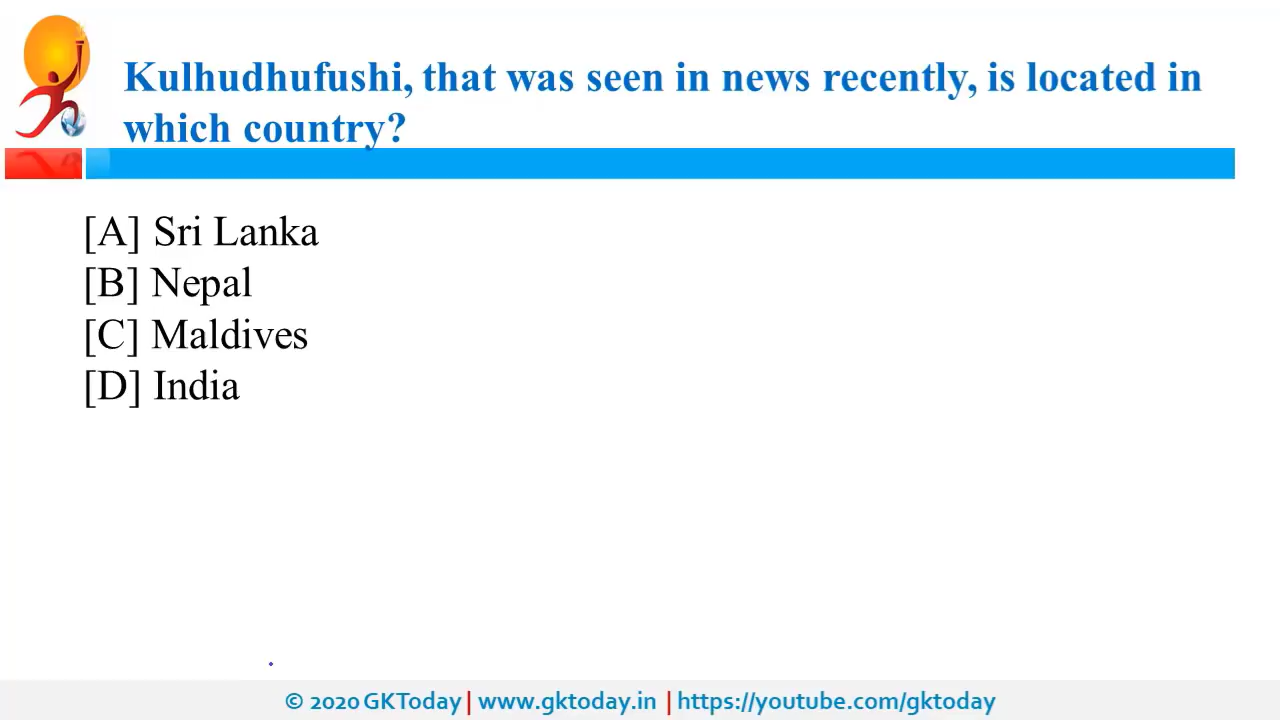 Kulhudhufushi, that was seen in news recently, is located in
which country?
[A] Sri Lanka
[B] Nepal
[C] Maldives
[D] India
© 2020 GKToday | www.gktoday.in | https://youtube.com/gktoday